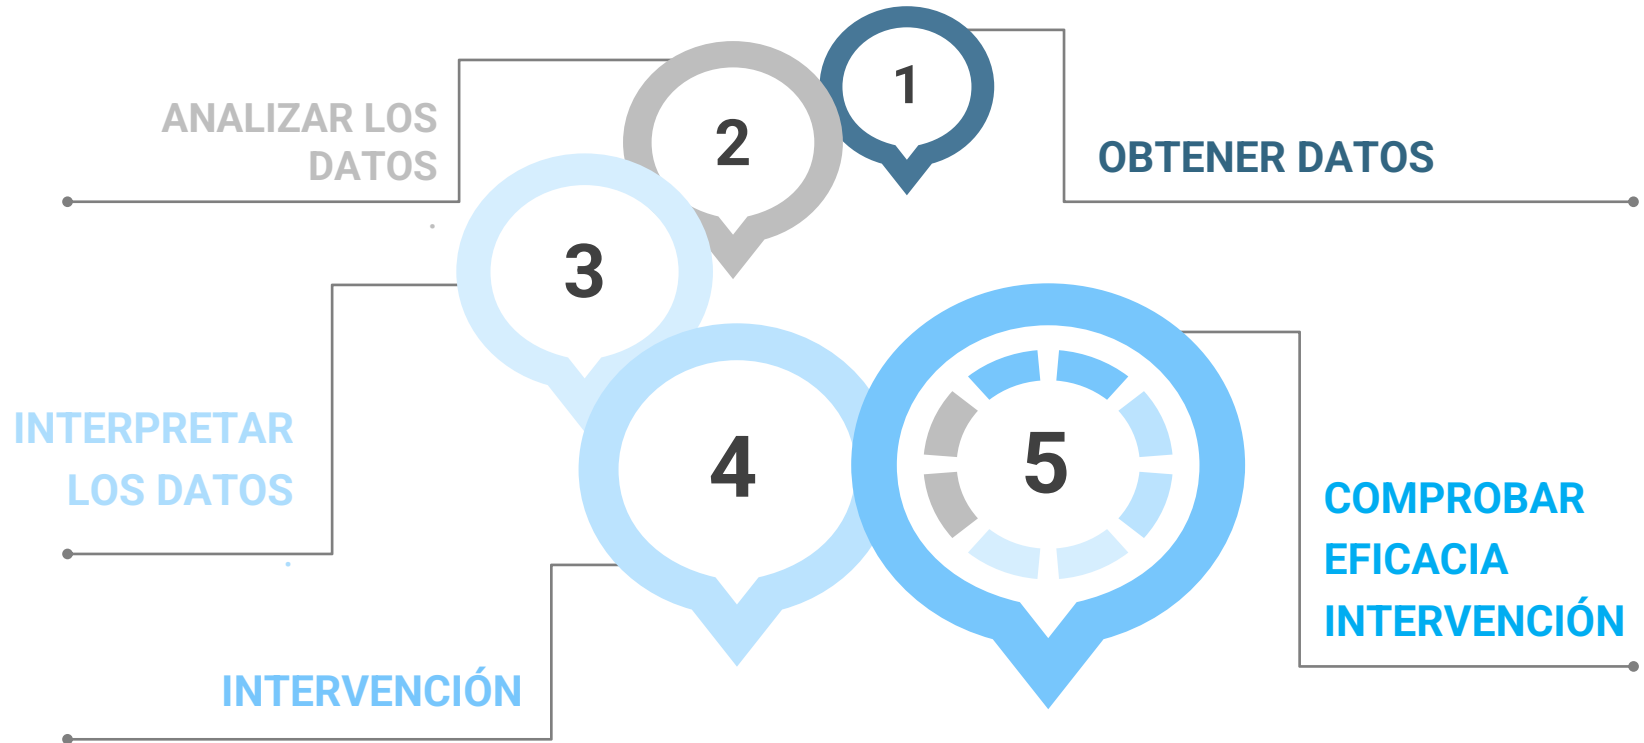 1
OBTENER DATOS
2
ANALIZAR LOS
DATOS
3
INTERPRETAR
LOS DATOS
4
INTERVENCIÓN
5
COMPROBAR
EFICACIA
INTERVENCIÓN